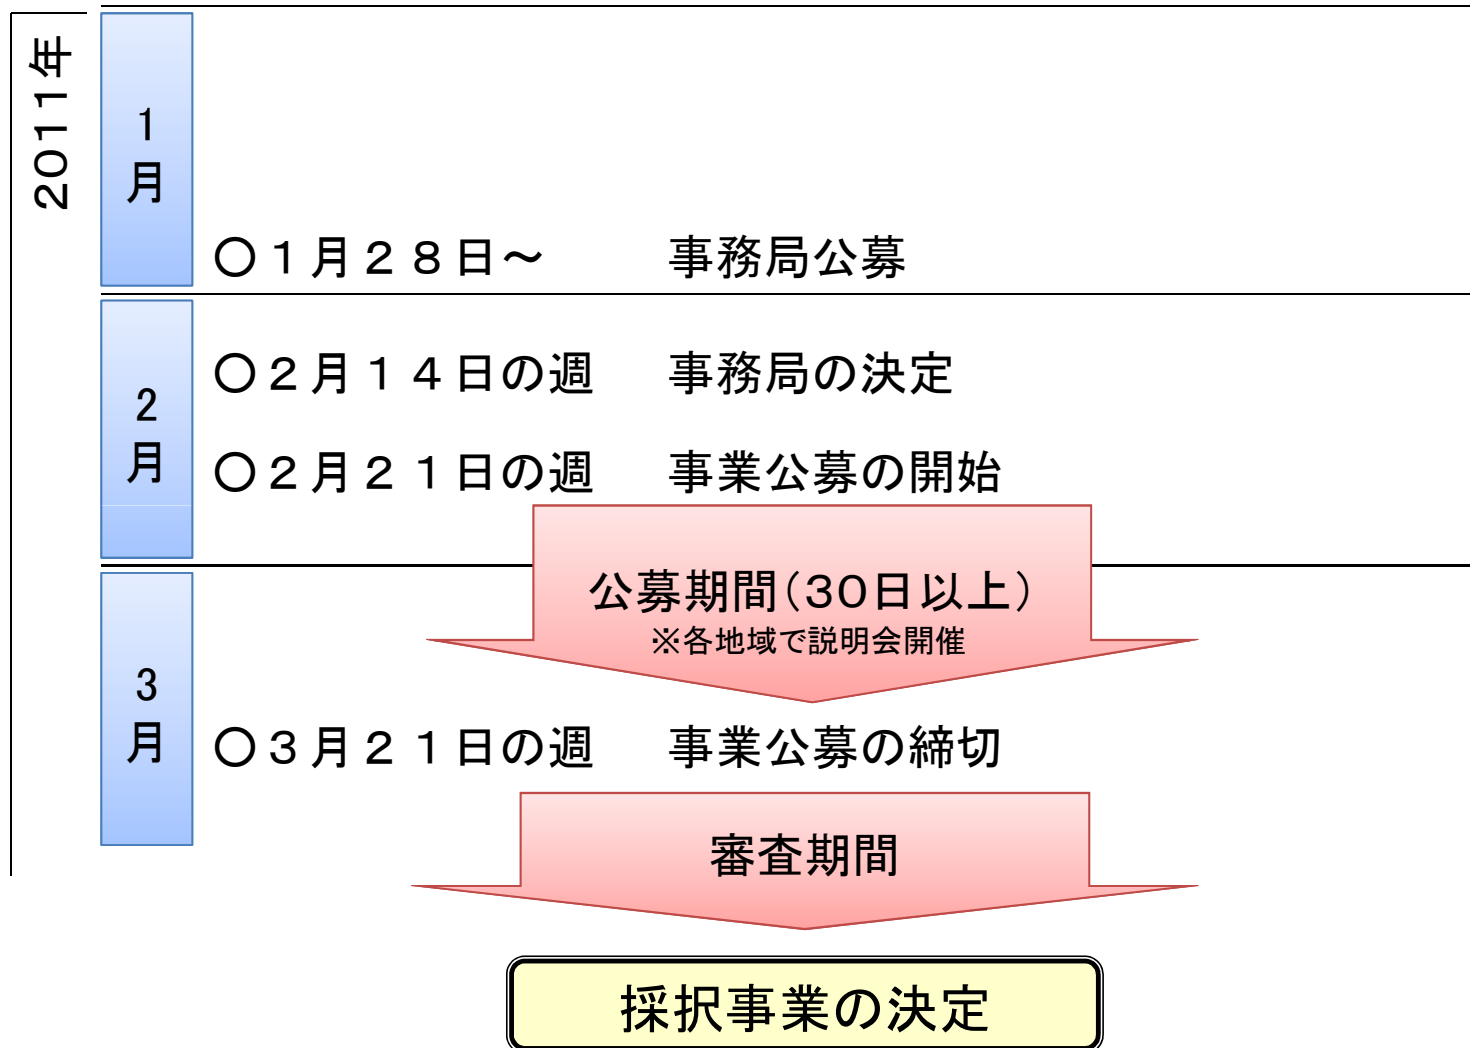 2011年
1月
〇1月28日～ 事務局公募
2月
〇2月14日の週 事務局の決定
〇2月21日の週 事業公募の開始
公募期間(30日以上)
※各地域で説明会開催
3月
〇3月21日の週 事業公募の締切
審査期間
採択事業の決定